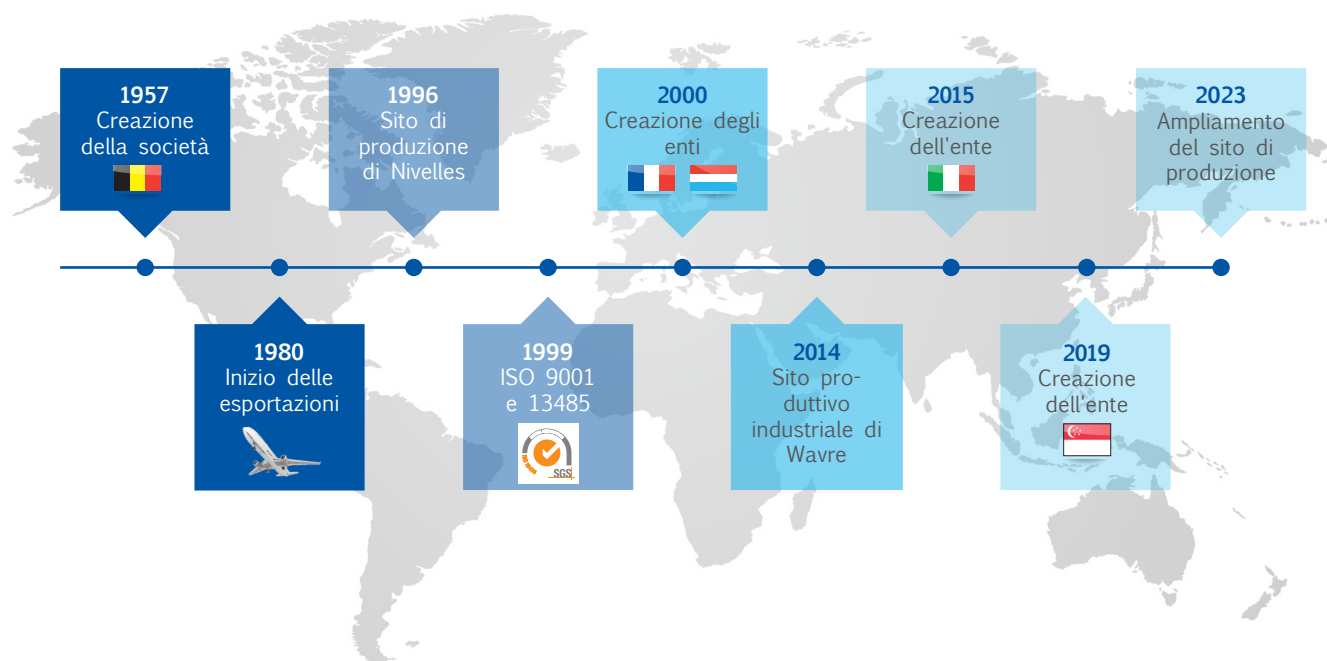 1957
Creazione
della società
1996
Sito di
produzione
di Nivelles
2000
Creazione degli
enti
2015
Creazione
dell'ente
2023
Ampliamento
del sito di
produzione
1980
Inizio delle
esportazioni
1999
ISO 9001
e 13485
SGS
2014
Sito pro-
duttivo
industriale di
Wavre
2019
Creazione
dell'ente